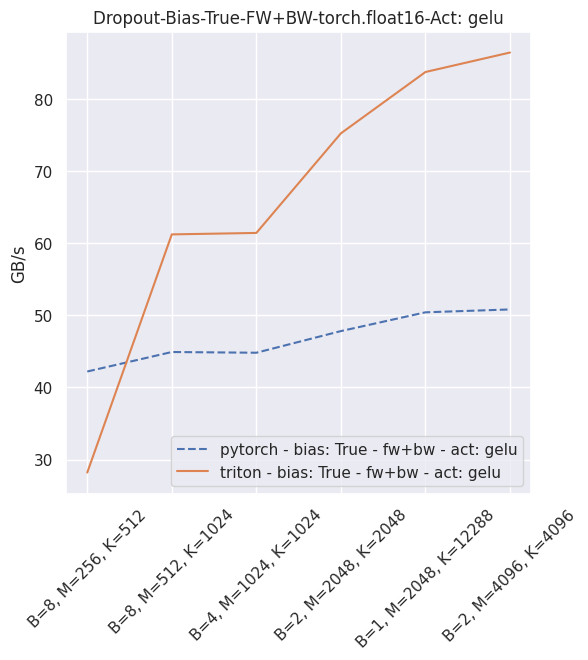 Dropout-Bias-True-FW+BW-torch.float16-Act: gelu
GB/s
80
70
60
50
40
30
pytorch - bias: True - fw+bw - act: gelu
triton - bias: True - fw+bw - act: gelu
B=8, M=256, K=512
B=8, M=512, K=1024
B=4, M=1024, K=1024
B=2, M=2048, K=2048
B=1, M=2048, K=12288
B=2, M=4096, K=4096